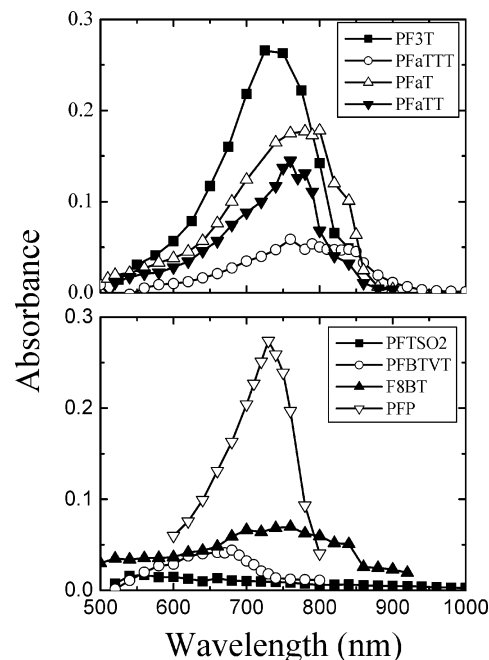 0.3
0.2
0.1
0.0
PF3T
PFaTTT
PFaT
PFaTT
Absorbance
0.3
0.2
0.1
0.0
PFTSO2
PFBTVT
F8BT
PFP
500 600 700 800 900 1000
Wavelength (nm)